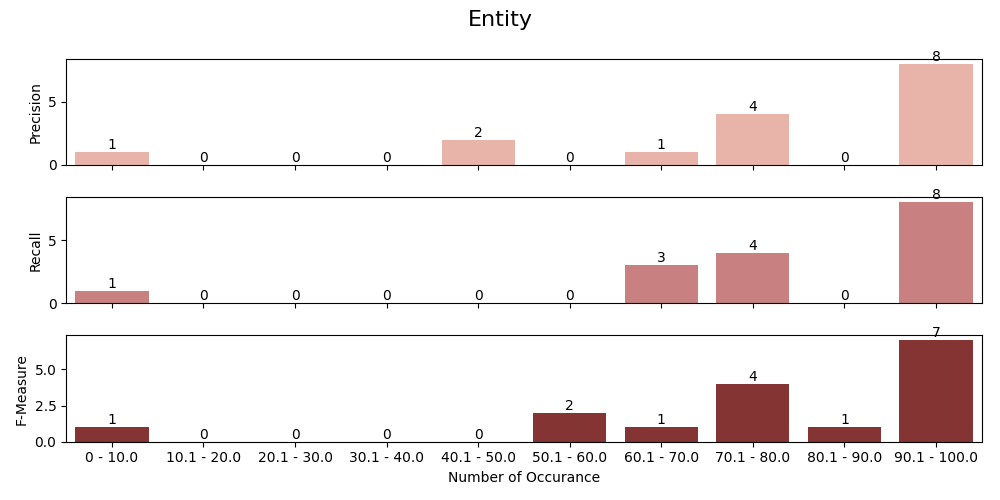 Entity
Precision
5
0
1 0 0 0 2 0 1 4 0 8
Recall
5
0
1 0 0 0 0 0 3 4 0 8
F-Measure
5.0
2.5
0.0
1 0 0 0 0 2 1 4 1 7
0 - 10.0 10.1 - 20.0 20.1 - 30.0 30.1 - 40.0 40.1 - 50.0 50.1 - 60.0 60.1 - 70.0 70.1 - 80.0 80.1 - 90.0 90.1 - 100.0
Number of Occurance